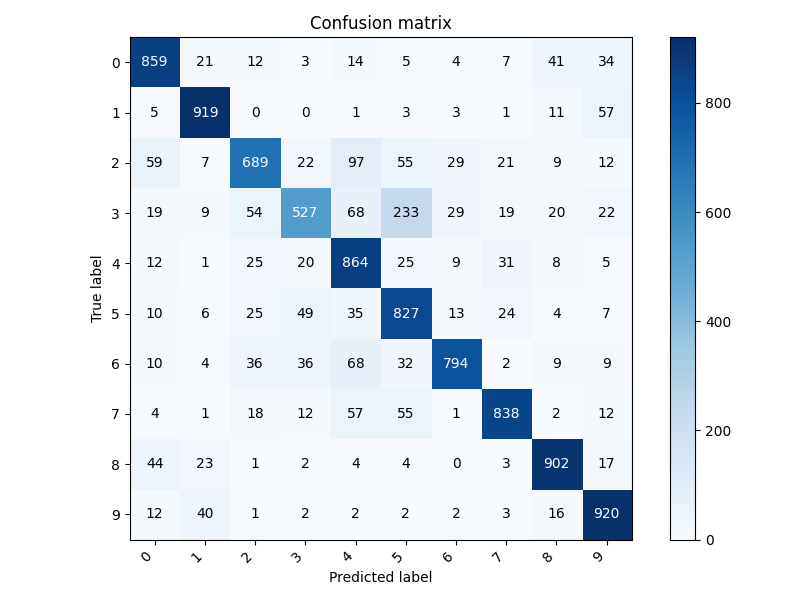 Confusion matrix
0 859 21 12 3 14 5 4 7 41 34
1 5 919 0 0 1 3 3 1 11 57
2 59 7 689 22 97 55 29 21 9 12
3 19 9 54 527 68 233 29 19 20 22
4 12 1 25 20 864 25 9 31 8 5
5 10 6 25 49 35 827 13 24 4 7
6 10 4 36 36 68 32 794 2 9 9
7 4 1 18 12 57 55 1 838 2 12
8 44 23 1 2 4 4 0 3 902 17
9 12 40 1 2 2 2 2 3 16 920
0 1 2 3 4 5 6 7 8 9
Predicted label
True label
800
600
400
200
0